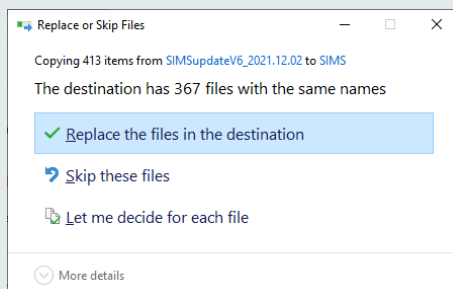 Replace or Skip Files
Copying 413 items from SIMSupdateV6_2021.12.02 to SIMS
The destination has 367 files with the same names
Replace the files in the destination
Skip these files
Let me decide for each file
More details